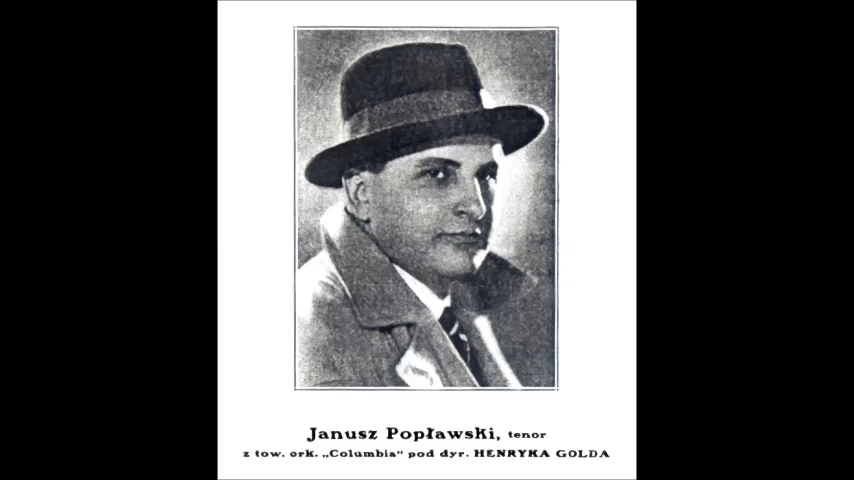 Janusz Popławski, tenor
z tow. ork. „Columbia“ pod dyr. HENRYKA GOLDA